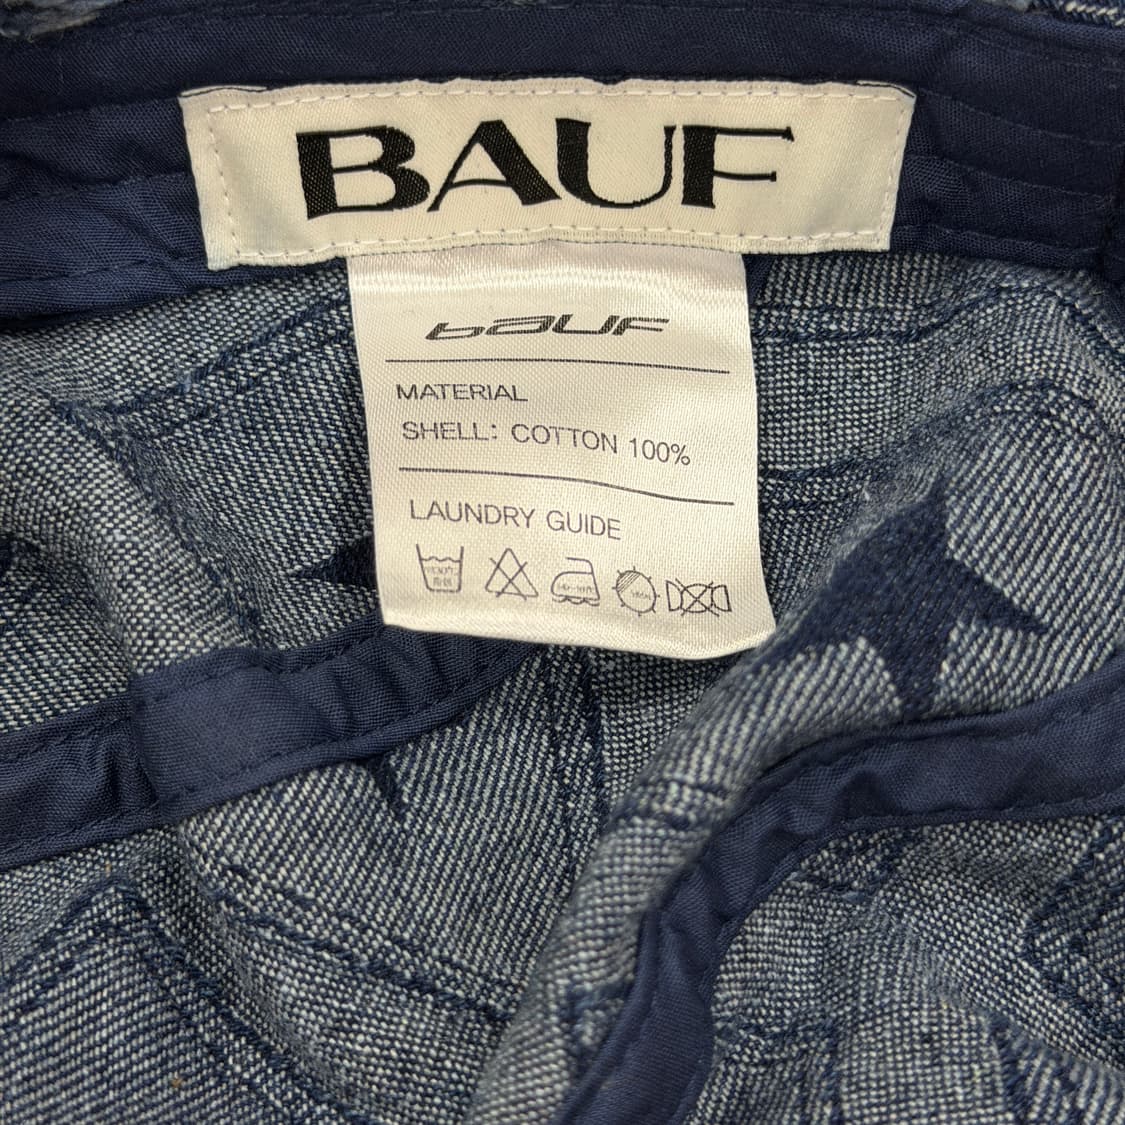 BAUF
bauf
MATERIAL
SHELL: COTTON 100%
LAUNDRY GUIDE